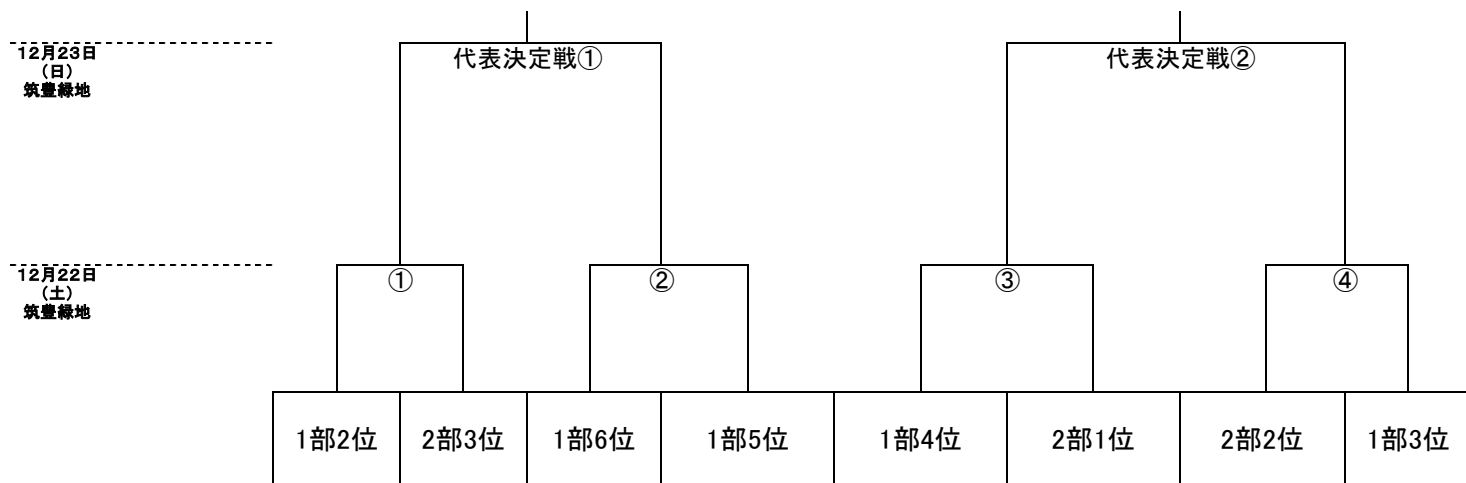 12月23日
（日）
筑豊緑地
代表決定戦①
代表決定戦②
12月22日
（土）
筑豊緑地
①
②
③
④
1部2位
2部3位
1部6位
1部5位
1部4位
2部1位
2部2位
1部3位